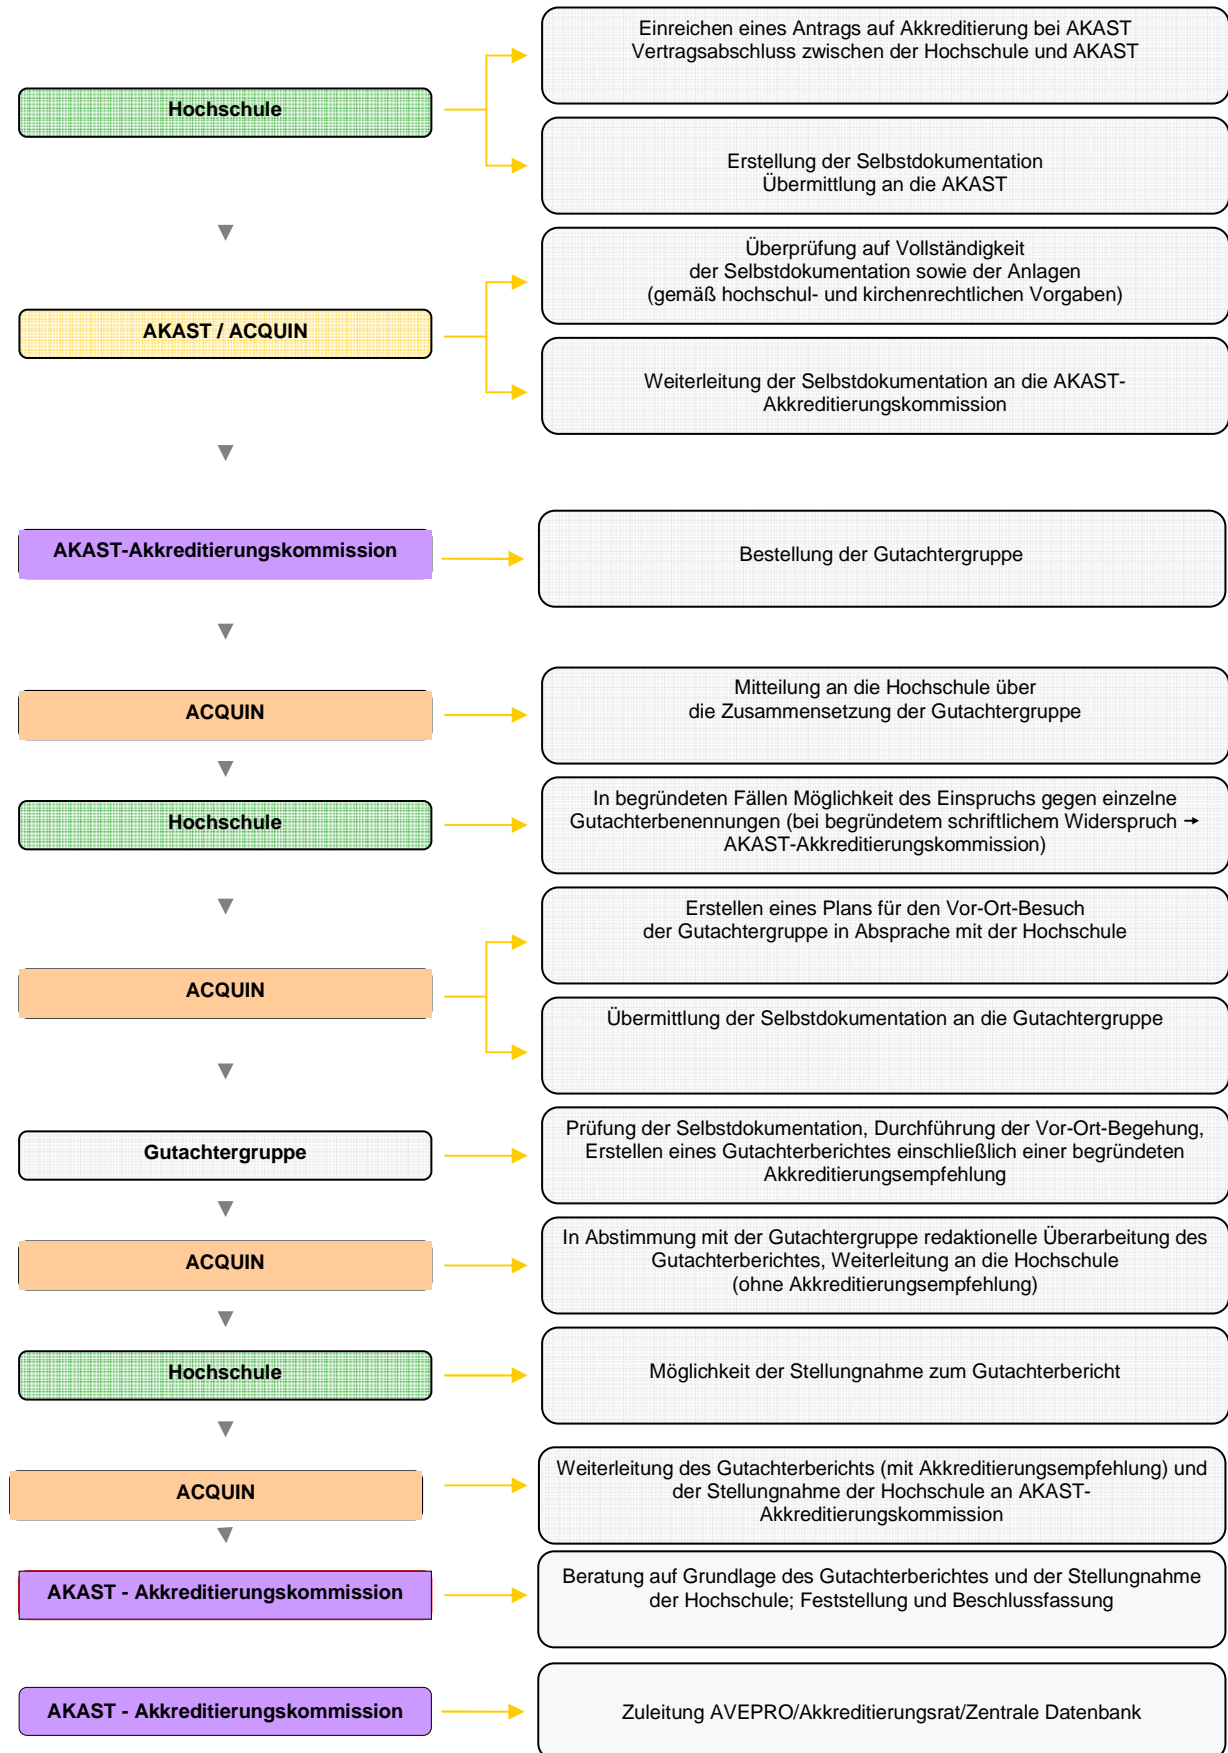 Hochschule
Einreichen eines Antrags auf Akkreditierung bei AKAST
Vertragsabschluss zwischen der Hochschule und AKAST
Erstellung der Selbstdokumentation
Übermittlung an die AKAST
AKAST / ACQUIN
Überprüfung auf Vollständigkeit
der Selbstdokumentation sowie der Anlagen
(gemäß hochschul- und kirchenrechtlichen Vorgaben)
Weiterleitung der Selbstdokumentation an die AKAST-
Akkreditierungskommission
AKAST-Akkreditierungskommission
Bestellung der Gutachtergruppe
ACQUIN
Mitteilung an die Hochschule über
die Zusammensetzung der Gutachtergruppe
Hochschule
In begründeten Fällen Möglichkeit des Einspruchs gegen einzelne
Gutachterbenennungen (bei begründetem schriftlichem Widerspruch →
AKAST-Akkreditierungskommission)
ACQUIN
Erstellen eines Plans für den Vor-Ort-Besuch
der Gutachtergruppe in Absprache mit der Hochschule
Übermittlung der Selbstdokumentation an die Gutachtergruppe
Gutachtergruppe
Prüfung der Selbstdokumentation, Durchführung der Vor-Ort-Begehung,
Erstellen eines Gutachterberichtes einschließlich einer begründeten
Akkreditierungsempfehlung
ACQUIN
In Abstimmung mit der Gutachtergruppe redaktionelle Überarbeitung des
Gutachterberichtes, Weiterleitung an die Hochschule
(ohne Akkreditierungsempfehlung)
Hochschule
Möglichkeit der Stellungnahme zum Gutachterbericht
ACQUIN
Weiterleitung des Gutachterberichts (mit Akkreditierungsempfehlung) und
der Stellungnahme der Hochschule an AKAST-
Akkreditierungskommission
AKAST - Akkreditierungskommission
Beratung auf Grundlage des Gutachterberichtes und der Stellungnahme
der Hochschule; Feststellung und Beschlussfassung
AKAST - Akkreditierungskommission
Zuleitung AVEPRO/Akkreditierungsrat/Zentrale Datenbank